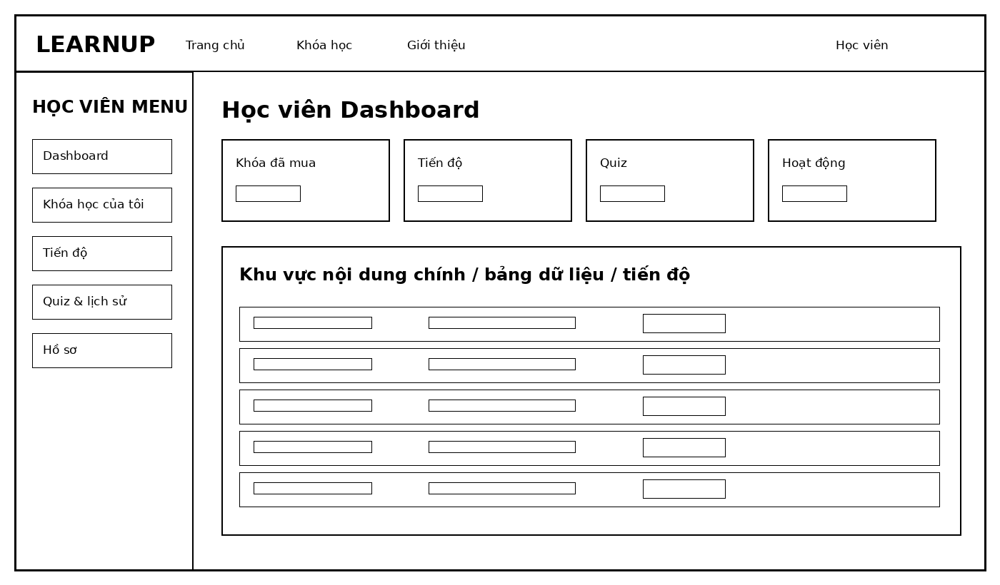 LEARNUP
Trang chủ
Khóa học
Giới thiệu
Học viên
HỌC VIÊN MENU
Dashboard
Khóa học của tôi
Tiến độ
Quiz & lịch sử
Hồ sơ
Học viên Dashboard
Khóa đã mua
Tiến độ
Quiz
Hoạt động
Khu vực nội dung chính / bảng dữ liệu / tiến độ